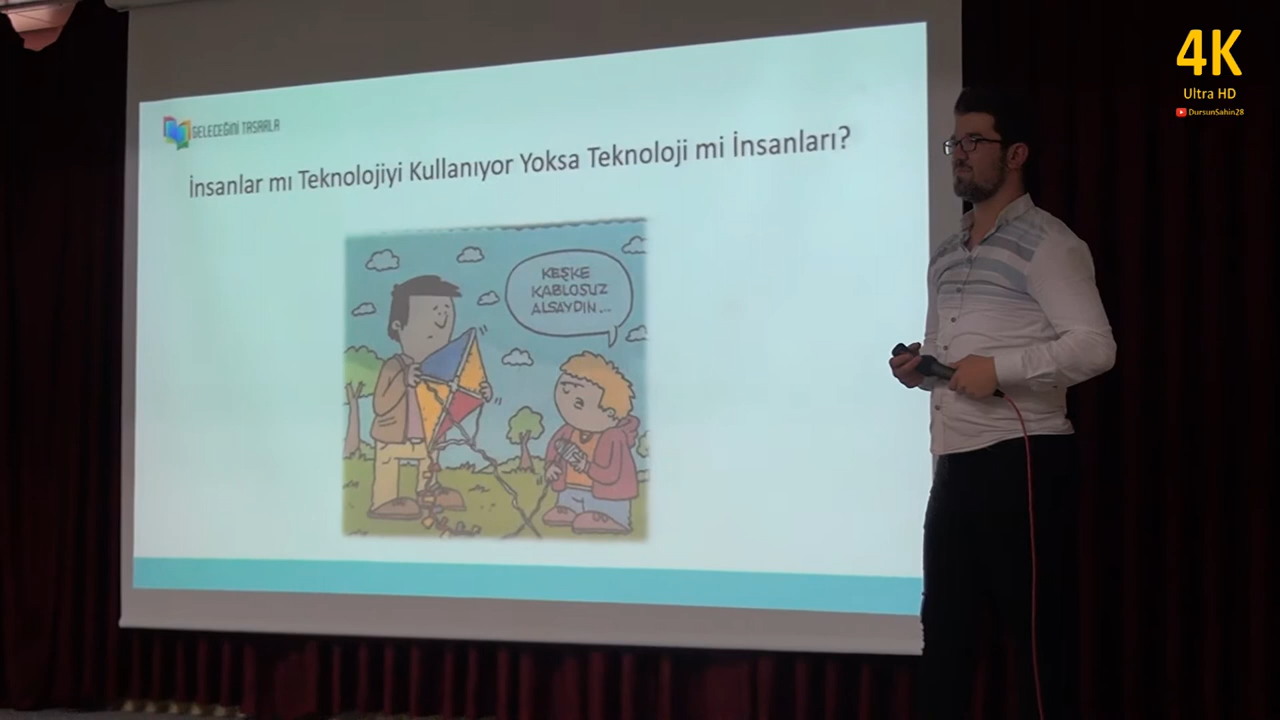 4K
Ultra HD
DursunSahin28
GELECEĞİNİ TASARLA
İnsanlar mı Teknolojiyi Kullanıyor Yoksa Teknoloji mi İnsanları?
KEŞKE
KABLOSUZ
ALSAYDIN...